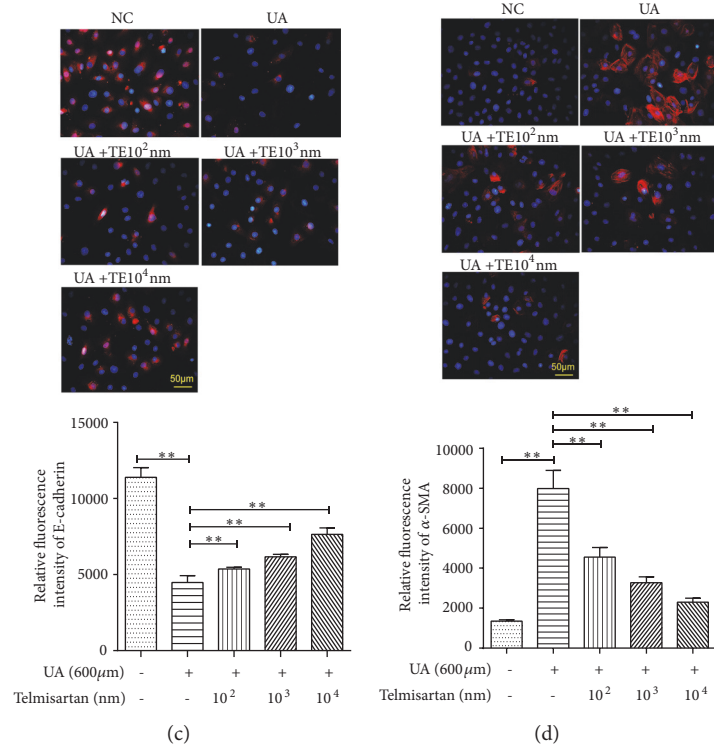 NC UA
UA +TE10²nm UA +TE10³nm
UA +TE10⁴nm
50μm
15000
10000
5000
0
Relative fluorescence
intensity of E-cadherin
**
**
**
**
UA (600μm) - + + + +
Telmisartan (nm) - - 10² 10³ 10⁴
(c)
NC UA
UA +TE10²nm UA +TE10³nm
UA +TE10⁴nm
50μm
10000
8000
6000
4000
2000
0
Relative fluorescence
intensity of α-SMA
**
**
**
**
UA (600μm) - + + + +
Telmisartan (nm) - - 10² 10³ 10⁴
(d)